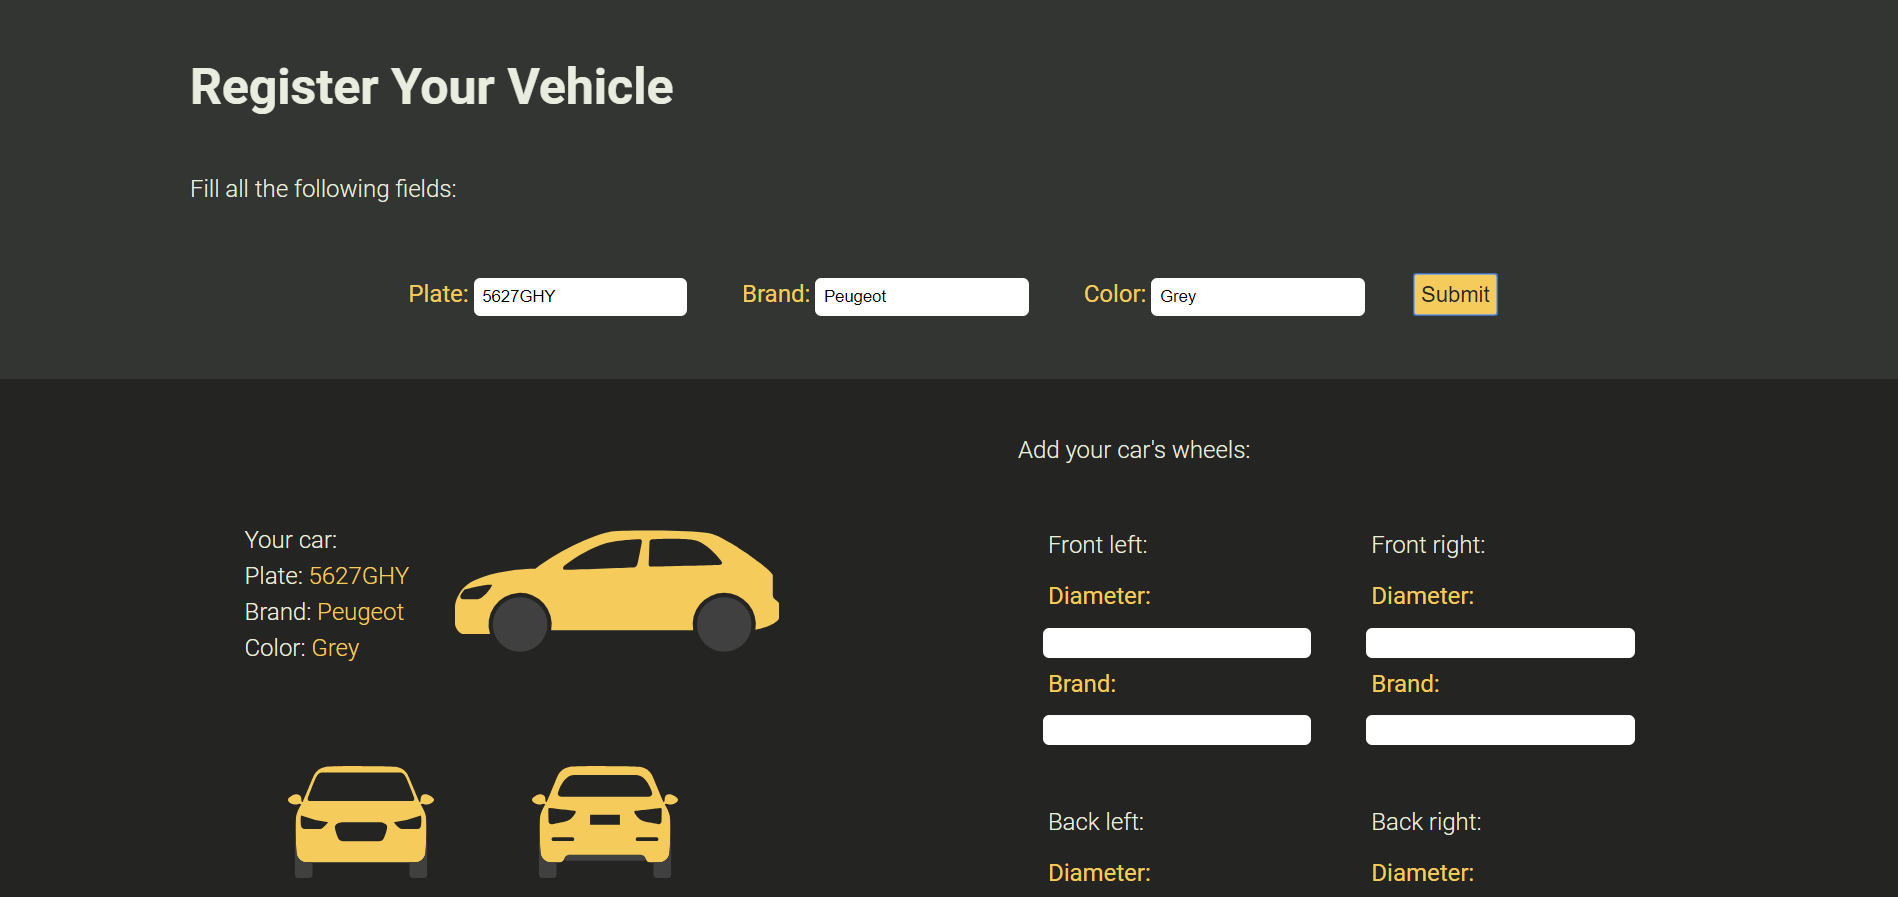 Register Your Vehicle
Fill all the following fields:
Plate: 5627GHY Brand: Peugeot Color: Grey Submit
Your car:
Plate: 5627GHY
Brand: Peugeot
Color: Grey
Add your car's wheels:
Front left: Front right:
Diameter: Diameter:
Brand: Brand:
Back left: Back right:
Diameter: Diameter: